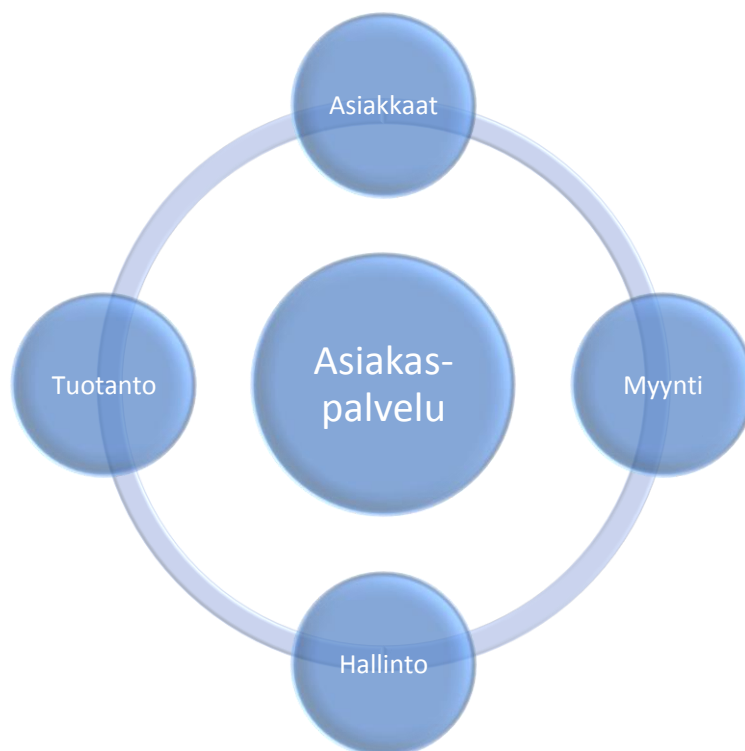 Asiakkaat
Tuotanto
Asiakas-
palvelu
Myynti
Hallinto